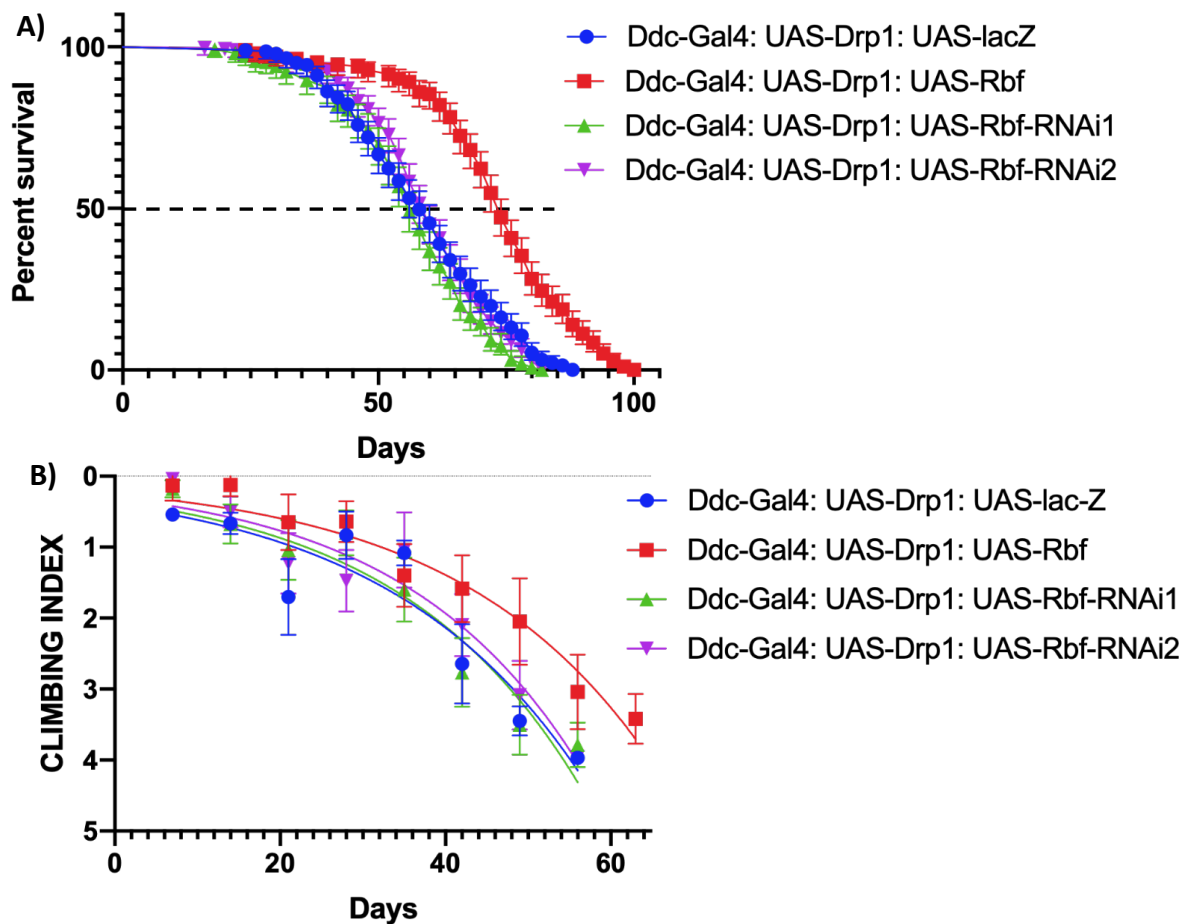 A)
Percent survival
100
50
0
0
50
100
Days
Ddc-Gal4: UAS-Drp1: UAS-lacZ
Ddc-Gal4: UAS-Drp1: UAS-Rbf
Ddc-Gal4: UAS-Drp1: UAS-Rbf-RNAi1
Ddc-Gal4: UAS-Drp1: UAS-Rbf-RNAi2
B)
CLIMBING INDEX
0
1
2
3
4
5
0
20
40
60
Days
Ddc-Gal4: UAS-Drp1: UAS-lac-Z
Ddc-Gal4: UAS-Drp1: UAS-Rbf
Ddc-Gal4: UAS-Drp1: UAS-Rbf-RNAi1
Ddc-Gal4: UAS-Drp1: UAS-Rbf-RNAi2